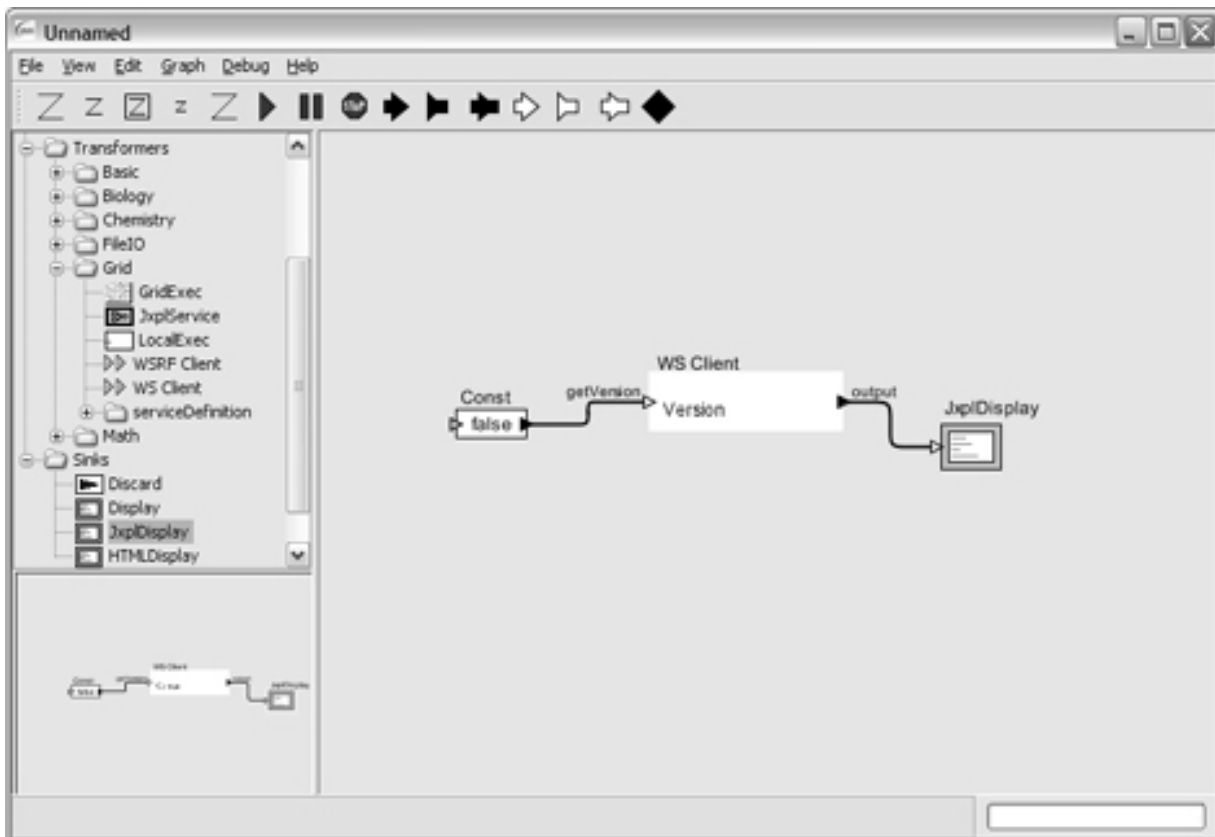 Unnamed
File View Edit Graph Debug Help
Z Z Z Z Z STOP
Transformers
Basic
Biology
Chemistry
FileIO
Grid
GridExec
JxplService
LocalExec
WSRF Client
WS Client
serviceDefinition
Math
Sinks
Discard
Display
JxplDisplay
HTMLDisplay
Const
false
getVersion
WS Client
Version
output
JxplDisplay